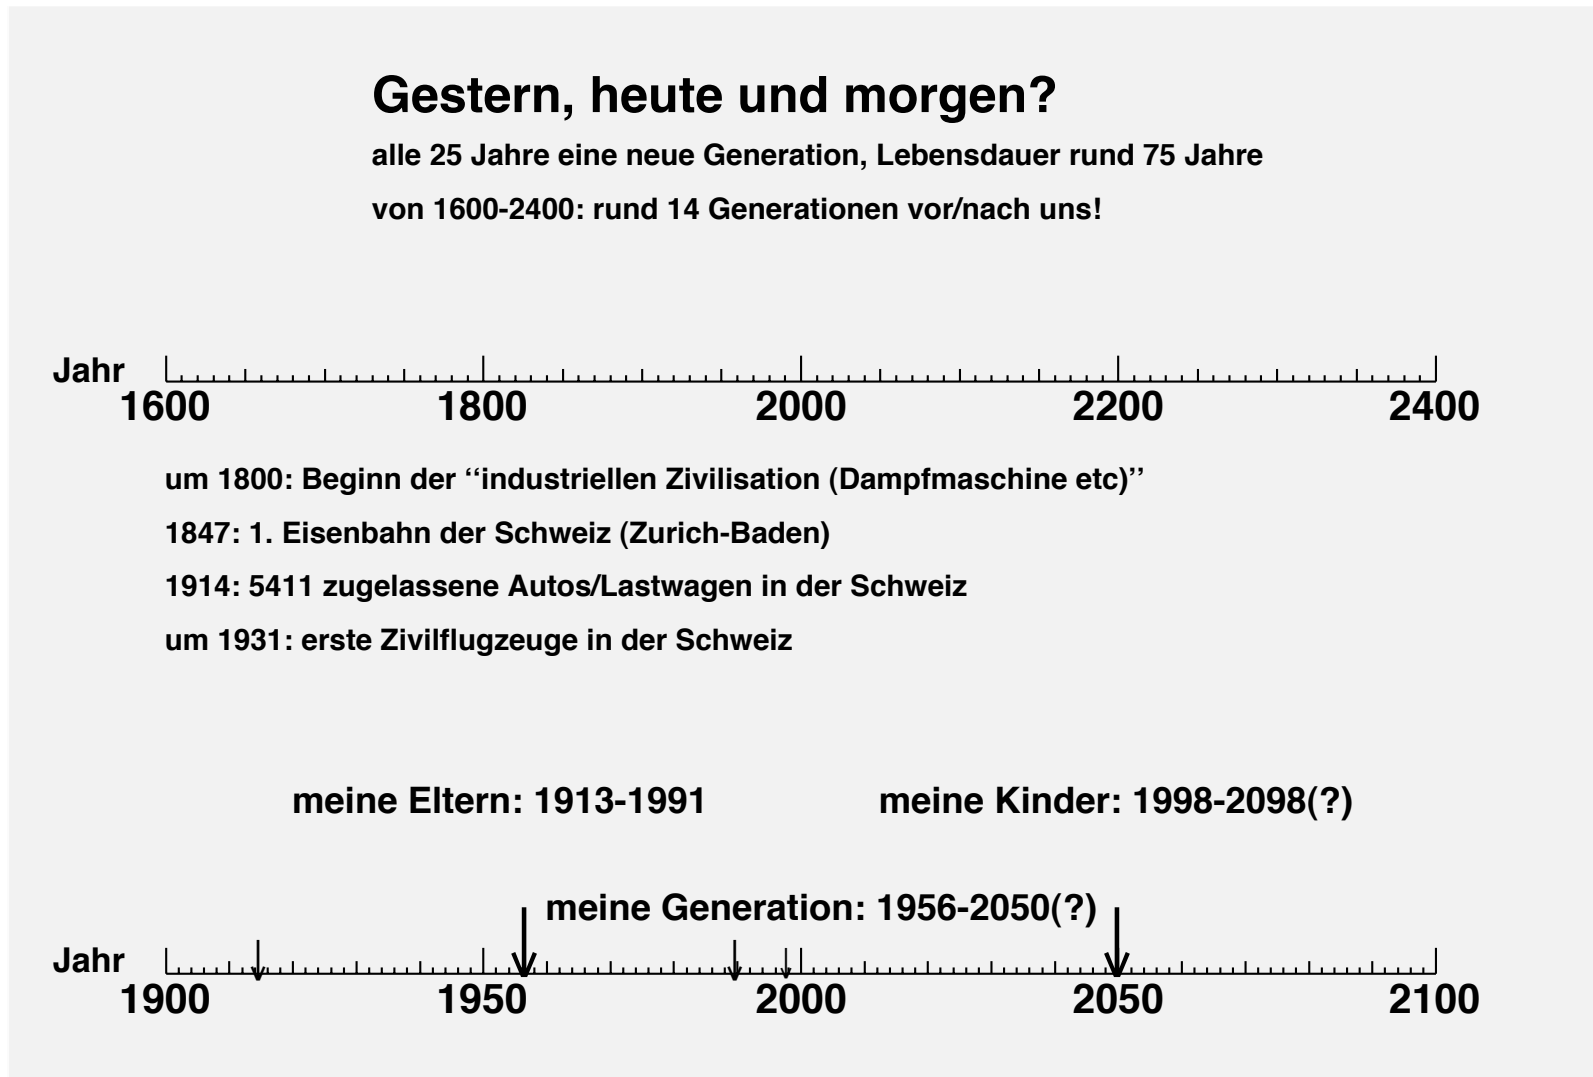 Gestern, heute und morgen?
alle 25 Jahre eine neue Generation, Lebensdauer rund 75 Jahre
von 1600-2400: rund 14 Generationen vor/nach uns!
Jahr
1600 1800 2000 2200 2400
um 1800: Beginn der ‘‘industriellen Zivilisation (Dampfmaschine etc)’’
1847: 1. Eisenbahn der Schweiz (Zurich-Baden)
1914: 5411 zugelassene Autos/Lastwagen in der Schweiz
um 1931: erste Zivilflugzeuge in der Schweiz
meine Eltern: 1913-1991 meine Kinder: 1998-2098(?)
meine Generation: 1956-2050(?)
Jahr
1900 1950 2000 2050 2100